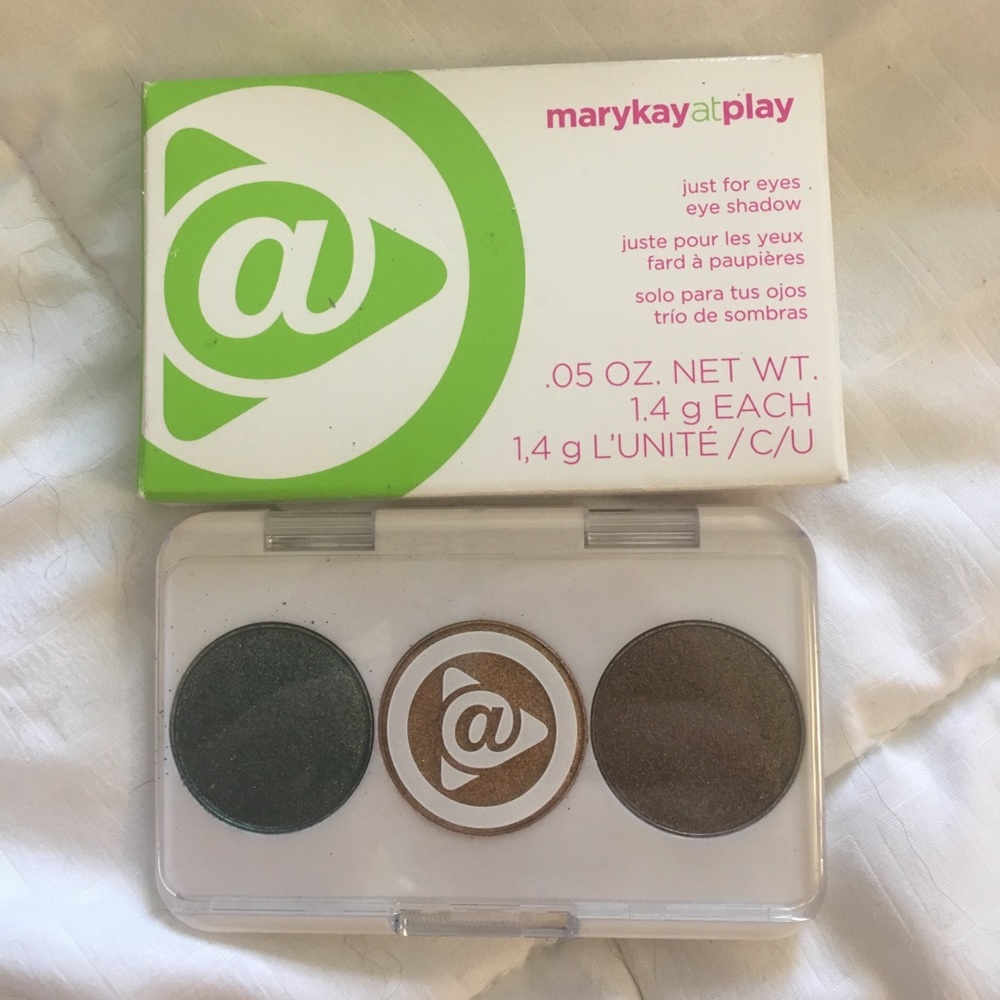 @
marykayatplay
just for eyes
eye shadow
juste pour les yeux
fard à paupières
solo para tus ojos
trío de sombras
.05 OZ. NET WT.
1.4 g EACH
1,4 g L'UNITÉ / C/U
@